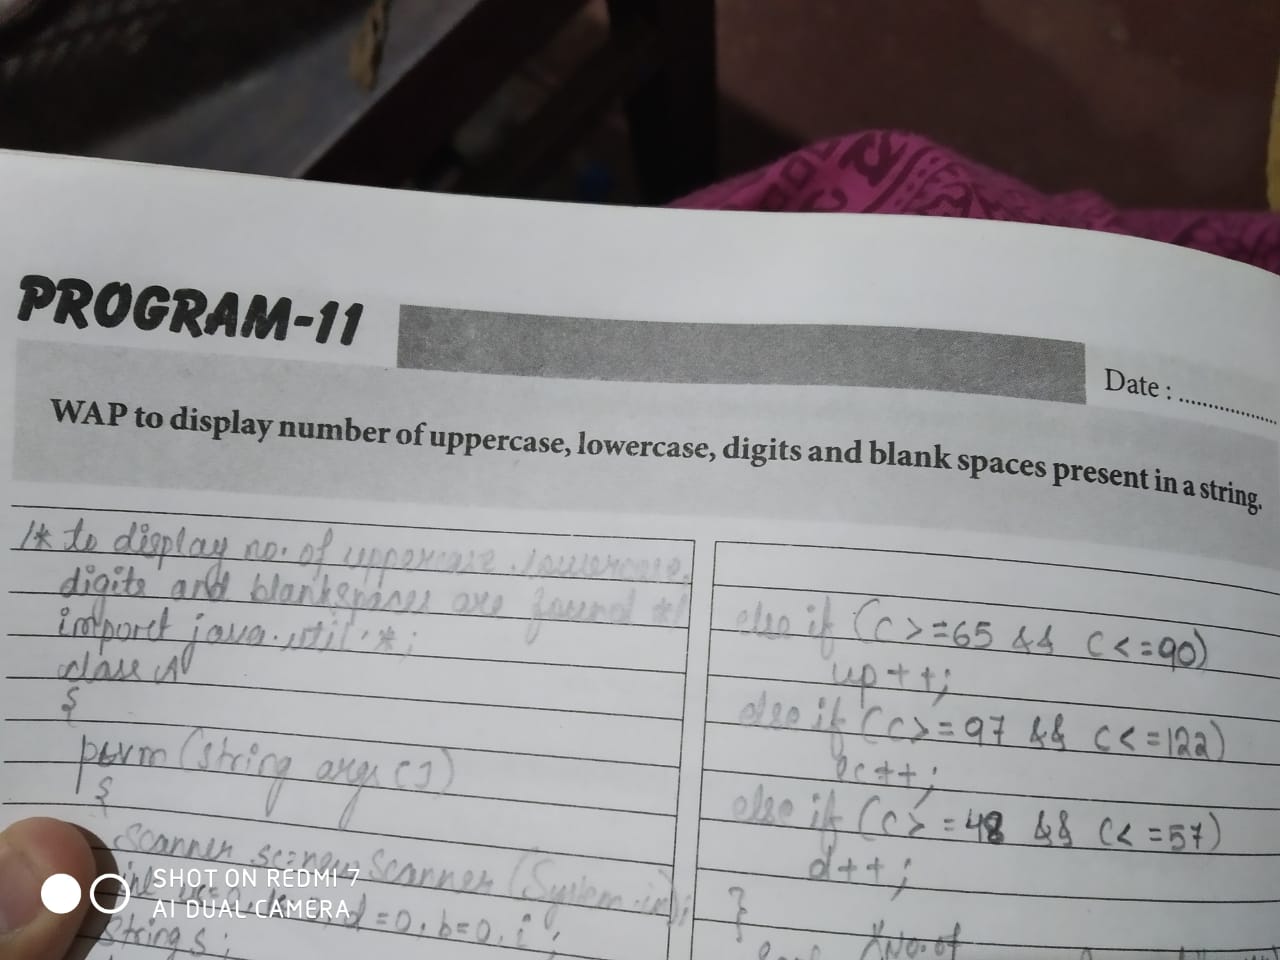 PROGRAM-11
Date : ..................
WAP to display number of uppercase, lowercase, digits and blank spaces present in a string.
/* to display no. of uppercase, lowercase,
digits and blankspaces are found */
import java.util.*;
class A
{
psvm (string args [])
{
Scanner sc=new Scanner (System.in);
d=0, b=0, i;
String s;
else if (c>=65 && c<=90)
up++;
else if (c>=97 && c<=122)
lc++;
else if (c>=48 && c<=57)
d++;
}
No. of
SHOT ON REDMI 7
AI DUAL CAMERA